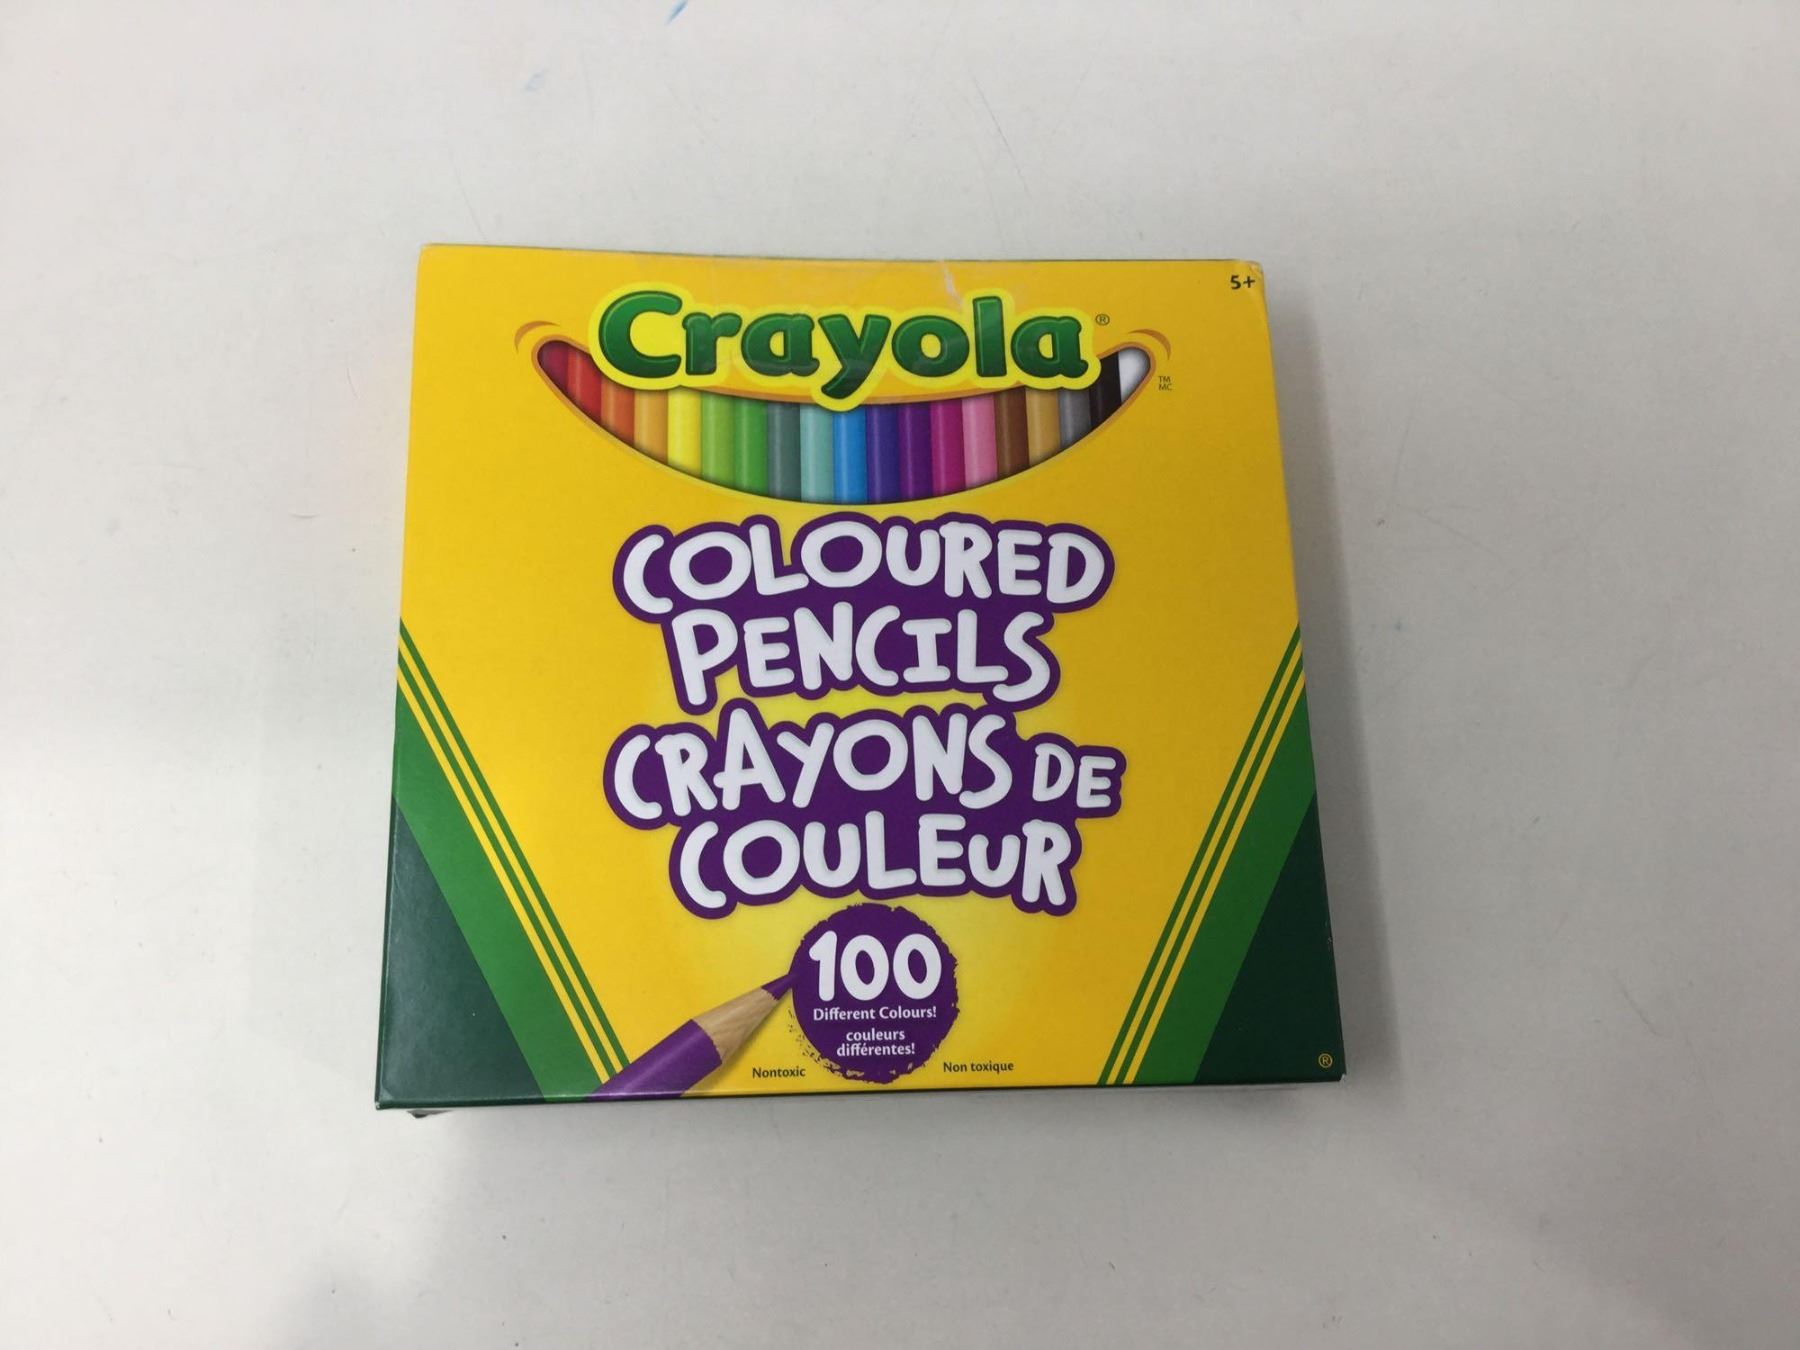 5+
Crayola®
TM
MC
COLOURED
PENCILS
CRAYONS DE
COULEUR
100
Different Colours!
couleurs
différentes!
Nontoxic
Non toxique
®